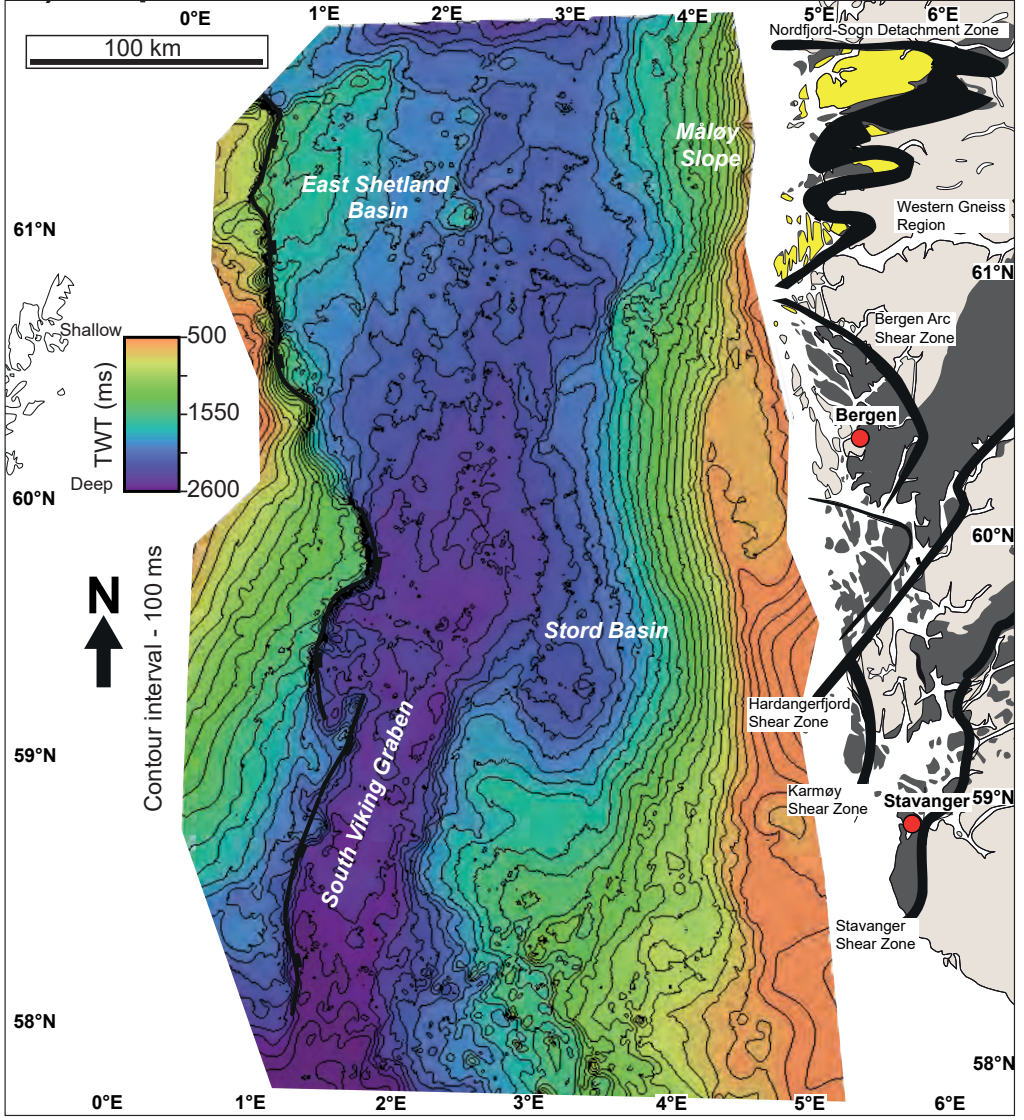 0°E 1°E 2°E 3°E 4°E 5°E 6°E
Nordfjord-Sogn Detachment Zone
100 km
Måløy
Slope
East Shetland
Basin
Western Gneiss
Region
61°N
61°N
Shallow
500
1550
2600
Deep
TWT (ms)
Bergen Arc
Shear Zone
Bergen
60°N
60°N
N
Contour interval - 100 ms
Stord Basin
Hardangerfjord
Shear Zone
59°N
South Viking Graben
Karmøy
Shear Zone
Stavanger
59°N
Stavanger
Shear Zone
58°N
58°N
0°E 1°E 2°E 3°E 4°E 5°E 6°E